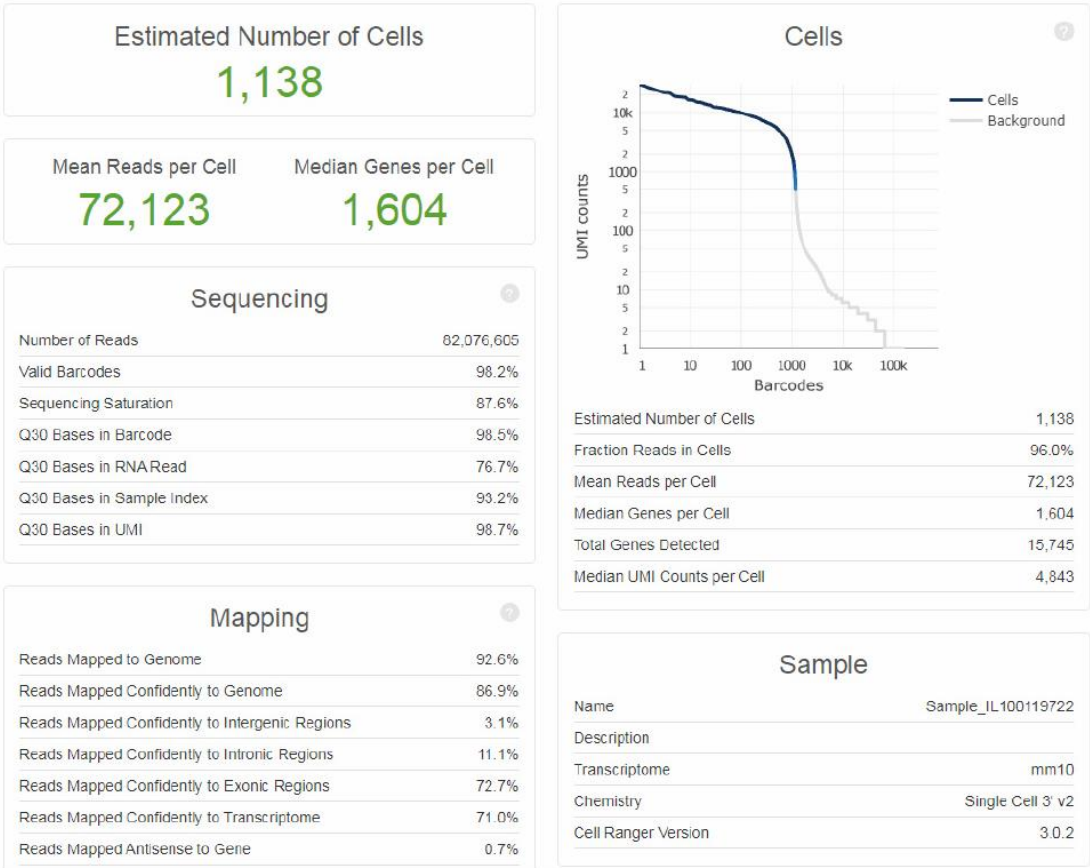 Estimated Number of Cells
1,138
Mean Reads per Cell
Median Genes per Cell
72,123
1,604
Sequencing
?
Number of Reads 82,076,605
Valid Barcodes 98.2%
Sequencing Saturation 87.6%
Q30 Bases in Barcode 98.5%
Q30 Bases in RNA Read 76.7%
Q30 Bases in Sample Index 93.2%
Q30 Bases in UMI 98.7%
Mapping
?
Reads Mapped to Genome 92.6%
Reads Mapped Confidently to Genome 86.9%
Reads Mapped Confidently to Intergenic Regions 3.1%
Reads Mapped Confidently to Intronic Regions 11.1%
Reads Mapped Confidently to Exonic Regions 72.7%
Reads Mapped Confidently to Transcriptome 71.0%
Reads Mapped Antisense to Gene 0.7%
Cells
?
UMI counts
2
10k
5
2
1000
5
2
100
5
2
10
5
2
1
1 10 100 1000 10k 100k
Barcodes
Cells
Background
Estimated Number of Cells 1,138
Fraction Reads in Cells 96.0%
Mean Reads per Cell 72,123
Median Genes per Cell 1,604
Total Genes Detected 15,745
Median UMI Counts per Cell 4,843
Sample
Name Sample_IL100119722
Description
Transcriptome mm10
Chemistry Single Cell 3' v2
Cell Ranger Version 3.0.2